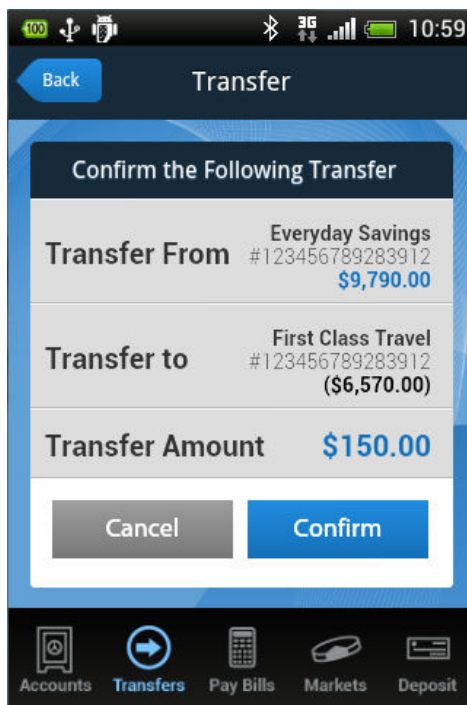 100
3G
10:59
Back
Transfer
Confirm the Following Transfer
Transfer From
Everyday Savings
#123456789283912
$9,790.00
Transfer to
First Class Travel
#123456789283912
($6,570.00)
Transfer Amount
$150.00
Cancel
Confirm
Accounts
Transfers
Pay Bills
Markets
Deposit